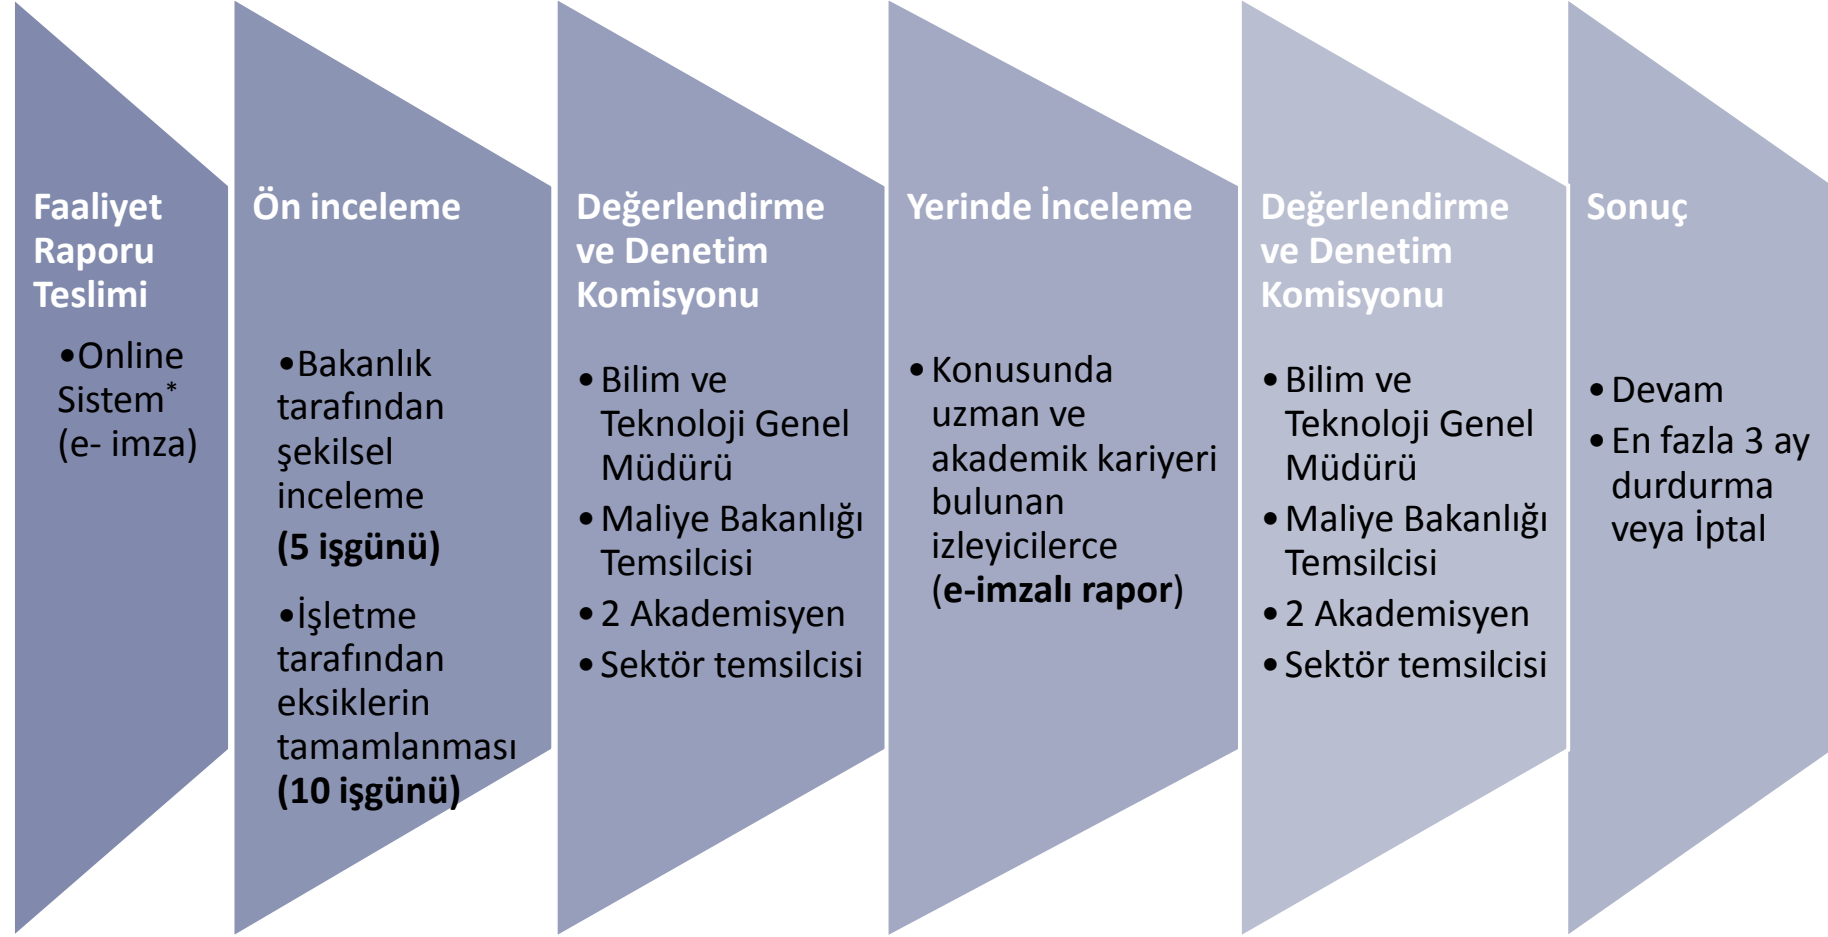 Faaliyet
Raporu
Teslimi
•Online
Sistem*
(e- imza)
Ön inceleme
•Bakanlık
tarafından
şekilsel
inceleme
(5 işgünü)
•İşletme
tarafından
eksiklerin
tamamlanması
(10 işgünü)
Değerlendirme
ve Denetim
Komisyonu
•Bilim ve
Teknoloji Genel
Müdürü
•Maliye Bakanlığı
Temsilcisi
•2 Akademisyen
•Sektör temsilcisi
Yerinde İnceleme
•Konusunda
uzman ve
akademik kariyeri
bulunan
izleyicilerce
(e-imzalı rapor)
Değerlendirme
ve Denetim
Komisyonu
•Bilim ve
Teknoloji Genel
Müdürü
•Maliye Bakanlığı
Temsilcisi
•2 Akademisyen
•Sektör temsilcisi
Sonuç
•Devam
•En fazla 3 ay
durdurma
veya İptal